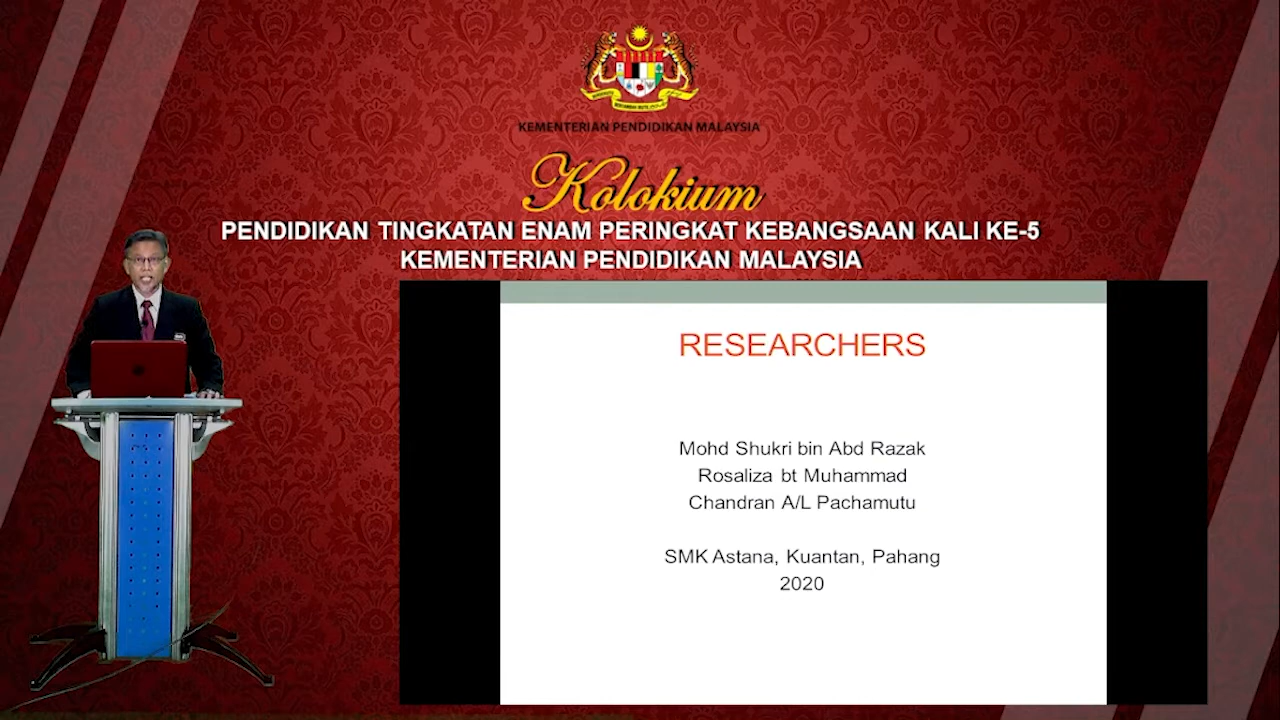 KEMENTERIAN PENDIDIKAN MALAYSIA
Kolokium
PENDIDIKAN TINGKATAN ENAM PERINGKAT KEBANGSAAN KALI KE-5
KEMENTERIAN PENDIDIKAN MALAYSIA
RESEARCHERS
Mohd Shukri bin Abd Razak
Rosaliza bt Muhammad
Chandran A/L Pachamutu
SMK Astana, Kuantan, Pahang
2020